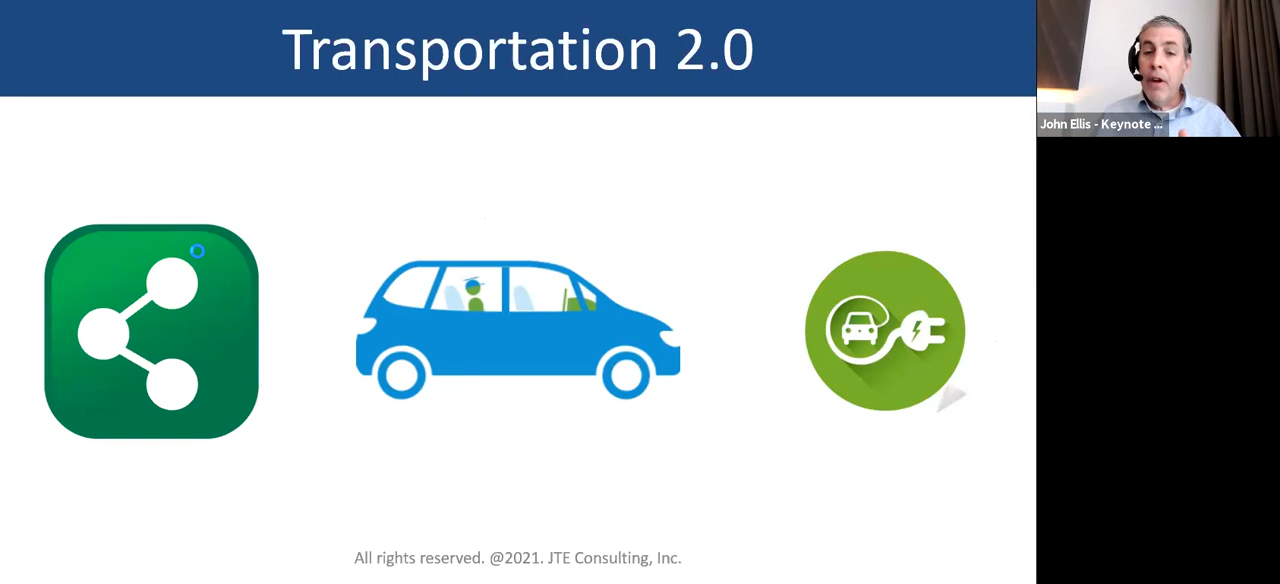 Transportation 2.0
John Ellis - Keynote ...
All rights reserved. @2021. JTE Consulting, Inc.